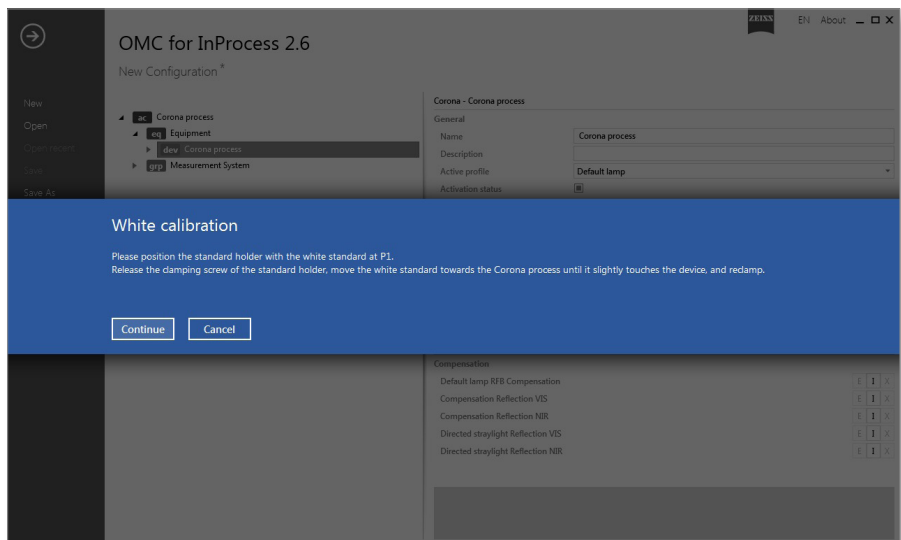 ZEISS
EN About
OMC for InProcess 2.6
New Configuration *
New
Open
Open recent
Save
Save As
ac Corona process
eq Equipment
dev Corona process
grp Measurement System
Corona - Corona process
General
Name Corona process
Description
Active profile Default lamp
Activation status
White calibration
Please position the standard holder with the white standard at P1.
Release the clamping screw of the standard holder, move the white standard towards the Corona process until it slightly touches the device, and reclamp.
Continue Cancel
Compensation
Default lamp RFB Compensation E I X
Compensation Reflection VIS E I X
Compensation Reflection NIR E I X
Directed straylight Reflection VIS E I X
Directed straylight Reflection NIR E I X